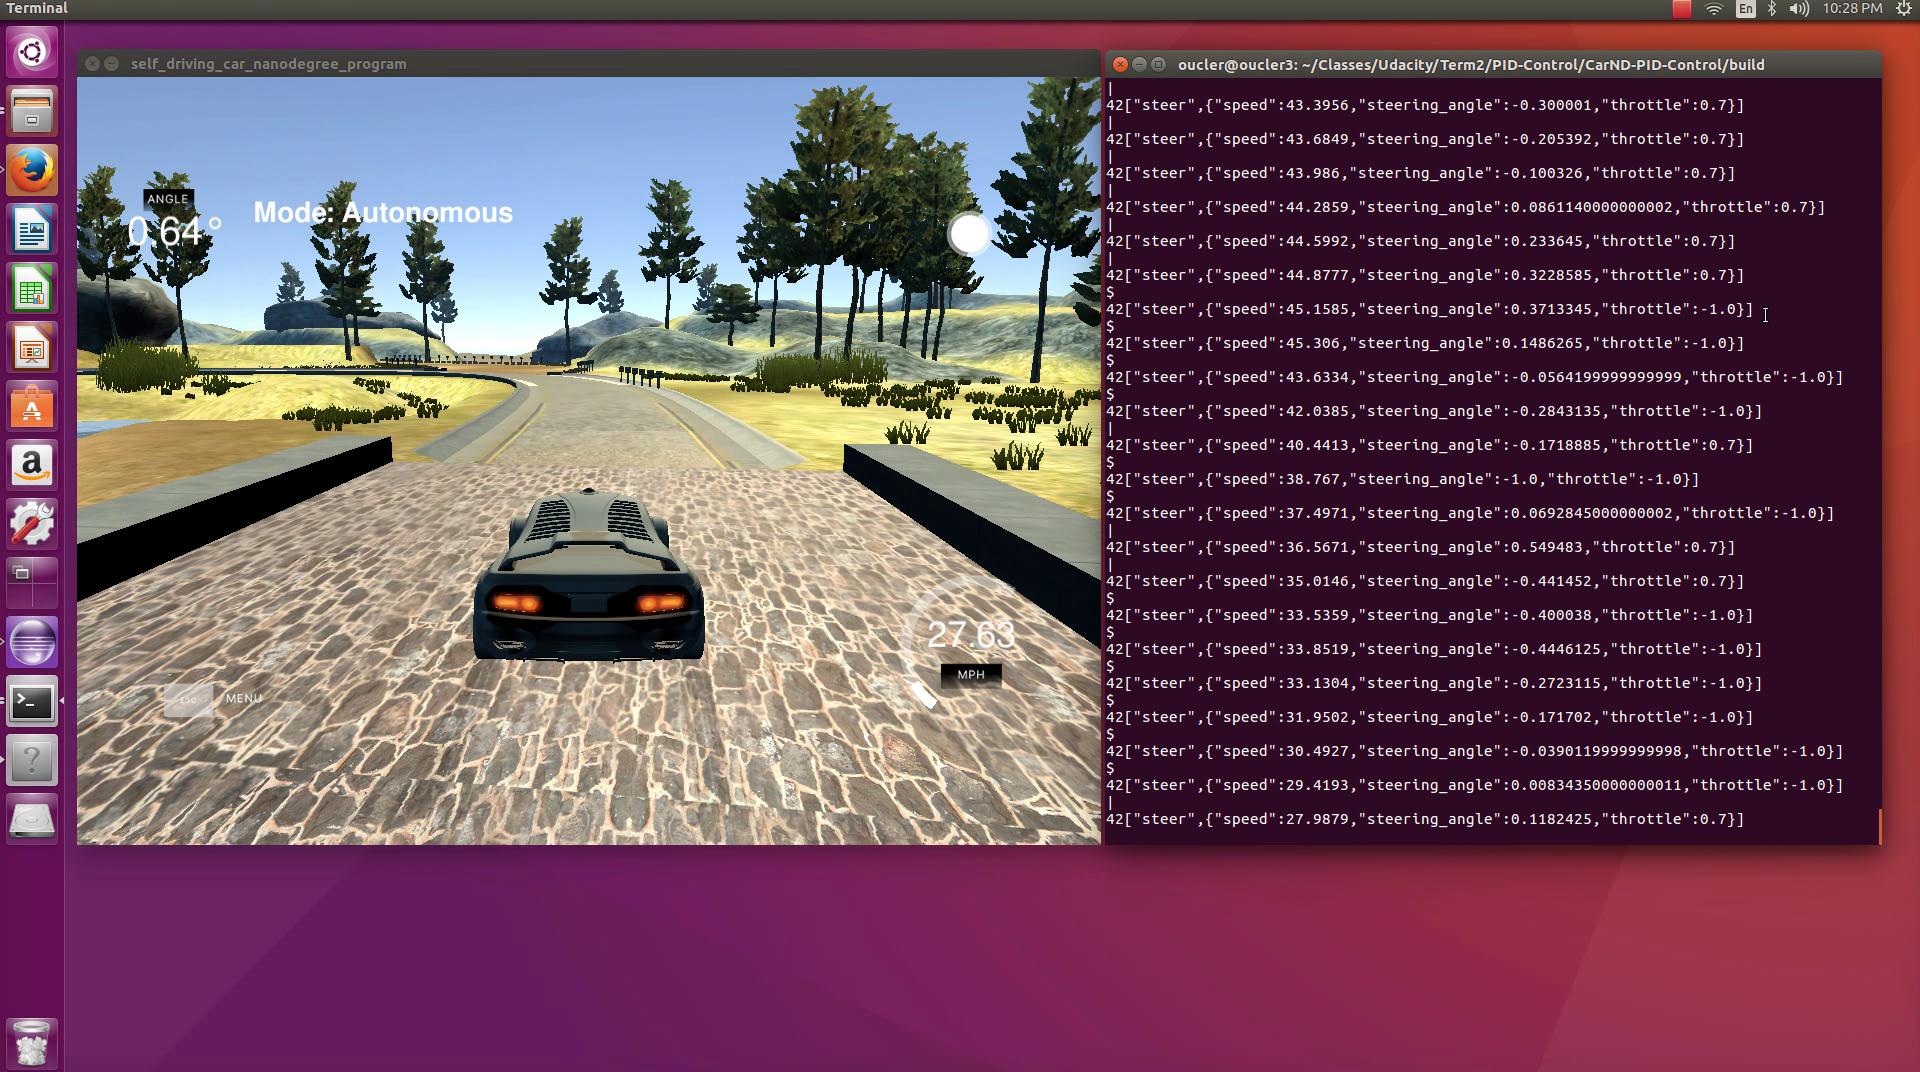 Terminal
En
10:28 PM
self_driving_car_nanodegree_program
ANGLE
0.64°
Mode: Autonomous
27.63
MPH
ESC
MENU
oucler@oucler3: ~/Classes/Udacity/Term2/PID-Control/CarND-PID-Control/build
|
42["steer",{"speed":43.3956,"steering_angle":-0.300001,"throttle":0.7}]
|
42["steer",{"speed":43.6849,"steering_angle":-0.205392,"throttle":0.7}]
|
42["steer",{"speed":43.986,"steering_angle":-0.100326,"throttle":0.7}]
|
42["steer",{"speed":44.2859,"steering_angle":0.0861140000000002,"throttle":0.7}]
|
42["steer",{"speed":44.5992,"steering_angle":0.233645,"throttle":0.7}]
|
42["steer",{"speed":44.8777,"steering_angle":0.3228585,"throttle":0.7}]
$
42["steer",{"speed":45.1585,"steering_angle":0.3713345,"throttle":-1.0}]
$
42["steer",{"speed":45.306,"steering_angle":0.1486265,"throttle":-1.0}]
$
42["steer",{"speed":43.6334,"steering_angle":-0.0564199999999999,"throttle":-1.0}]
$
42["steer",{"speed":42.0385,"steering_angle":-0.2843135,"throttle":-1.0}]
|
42["steer",{"speed":40.4413,"steering_angle":-0.1718885,"throttle":0.7}]
$
42["steer",{"speed":38.767,"steering_angle":-1.0,"throttle":-1.0}]
$
42["steer",{"speed":37.4971,"steering_angle":0.0692845000000002,"throttle":-1.0}]
|
42["steer",{"speed":36.5671,"steering_angle":0.549483,"throttle":0.7}]
|
42["steer",{"speed":35.0146,"steering_angle":-0.441452,"throttle":0.7}]
$
42["steer",{"speed":33.5359,"steering_angle":-0.400038,"throttle":-1.0}]
$
42["steer",{"speed":33.8519,"steering_angle":-0.4446125,"throttle":-1.0}]
$
42["steer",{"speed":33.1304,"steering_angle":-0.2723115,"throttle":-1.0}]
$
42["steer",{"speed":31.9502,"steering_angle":-0.171702,"throttle":-1.0}]
$
42["steer",{"speed":30.4927,"steering_angle":-0.0390119999999998,"throttle":-1.0}]
$
42["steer",{"speed":29.4193,"steering_angle":0.00834350000000011,"throttle":-1.0}]
|
42["steer",{"speed":27.9879,"steering_angle":0.1182425,"throttle":0.7}]